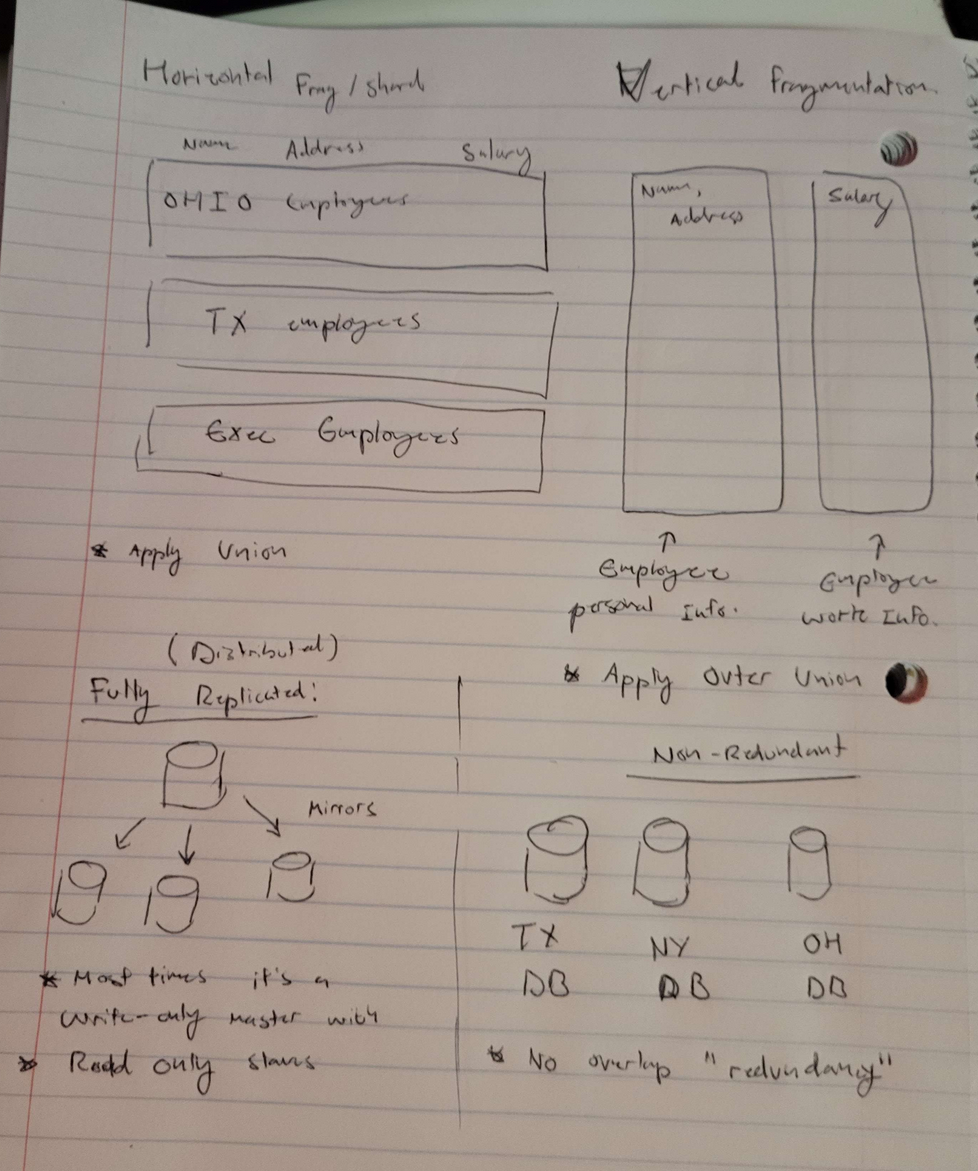 Horizontal Frag / Shard
Name Address Salary
OHIO Employees
TX employees
Exec Employees
* Apply Union
Vertical Fragmentation
Name,
Address
Salary
↑
Employee
personal Info.
↑
Employee
work Info.
* Apply Outer Union
(Distributed)
Fully Replicated:
Mirrors
* Most times it's a
write-only master with
* Read only slaves
Non-Redundant
TX
DB
NY
DB
OH
DB
* No overlap "redundancy"